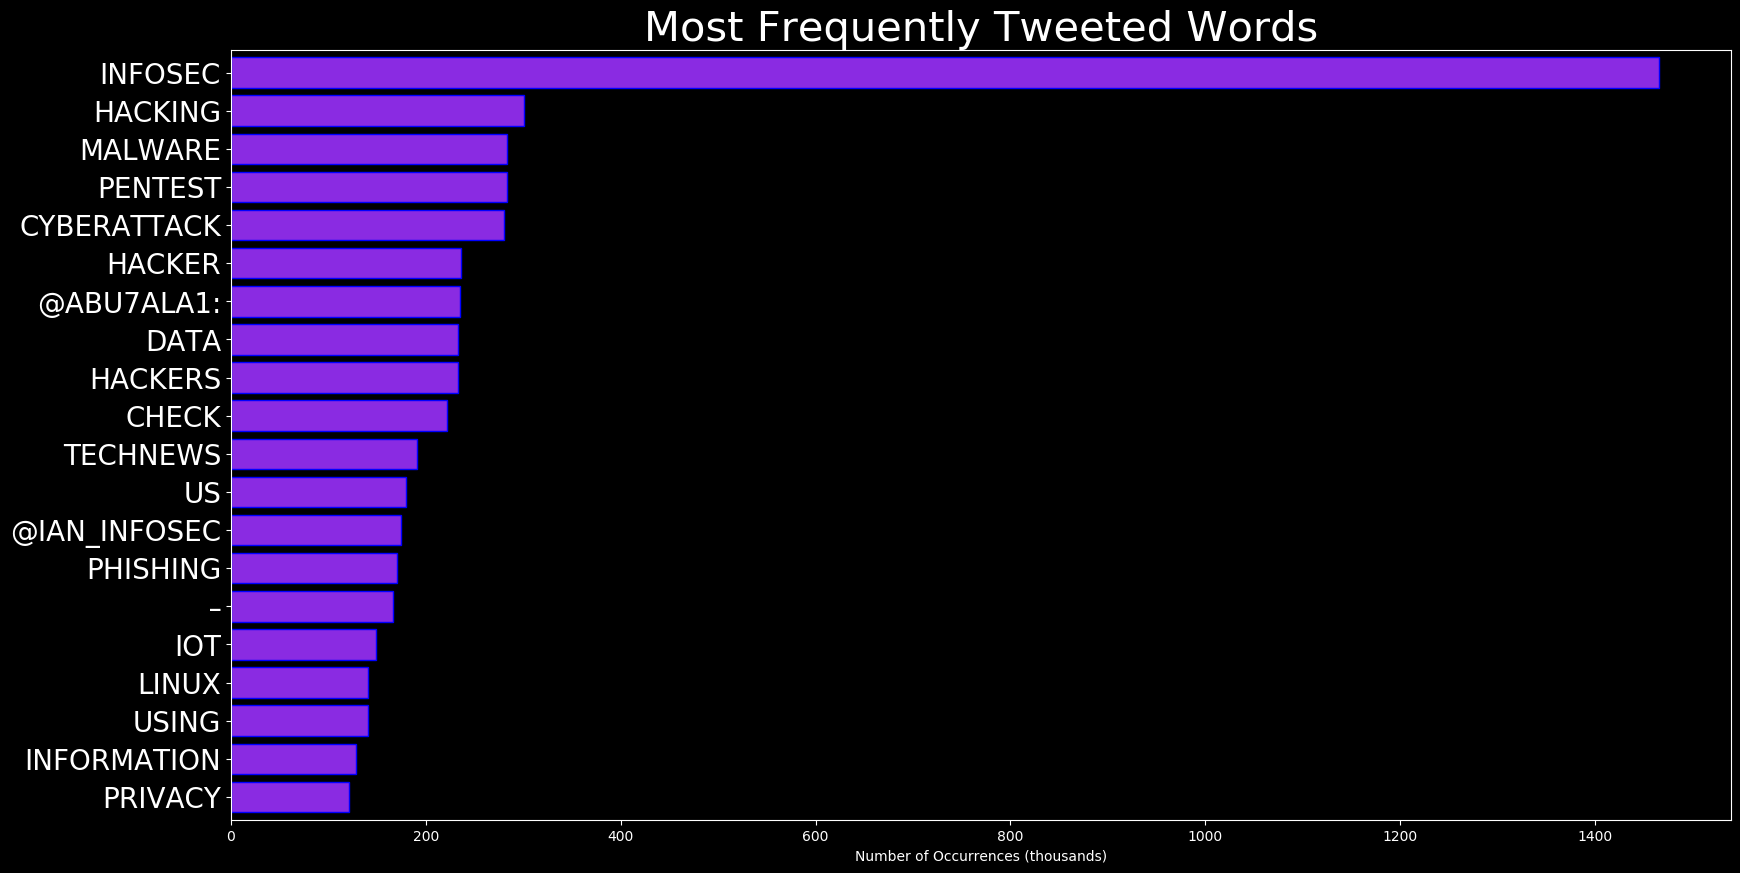 Most Frequently Tweeted Words
INFOSEC
HACKING
MALWARE
PENTEST
CYBERATTACK
HACKER
@ABU7ALA1:
DATA
HACKERS
CHECK
TECHNEWS
US
@IAN_INFOSEC
PHISHING
–
IOT
LINUX
USING
INFORMATION
PRIVACY
0 200 400 600 800 1000 1200 1400
Number of Occurrences (thousands)